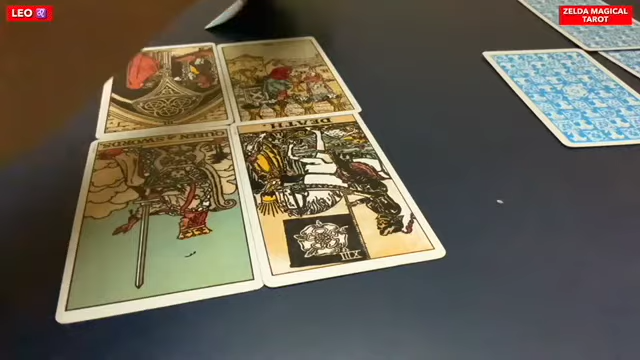 LEO ♌
ZELDA MAGICAL
TAROT
QUEEN of SWORDS.
DEATH.
XIII